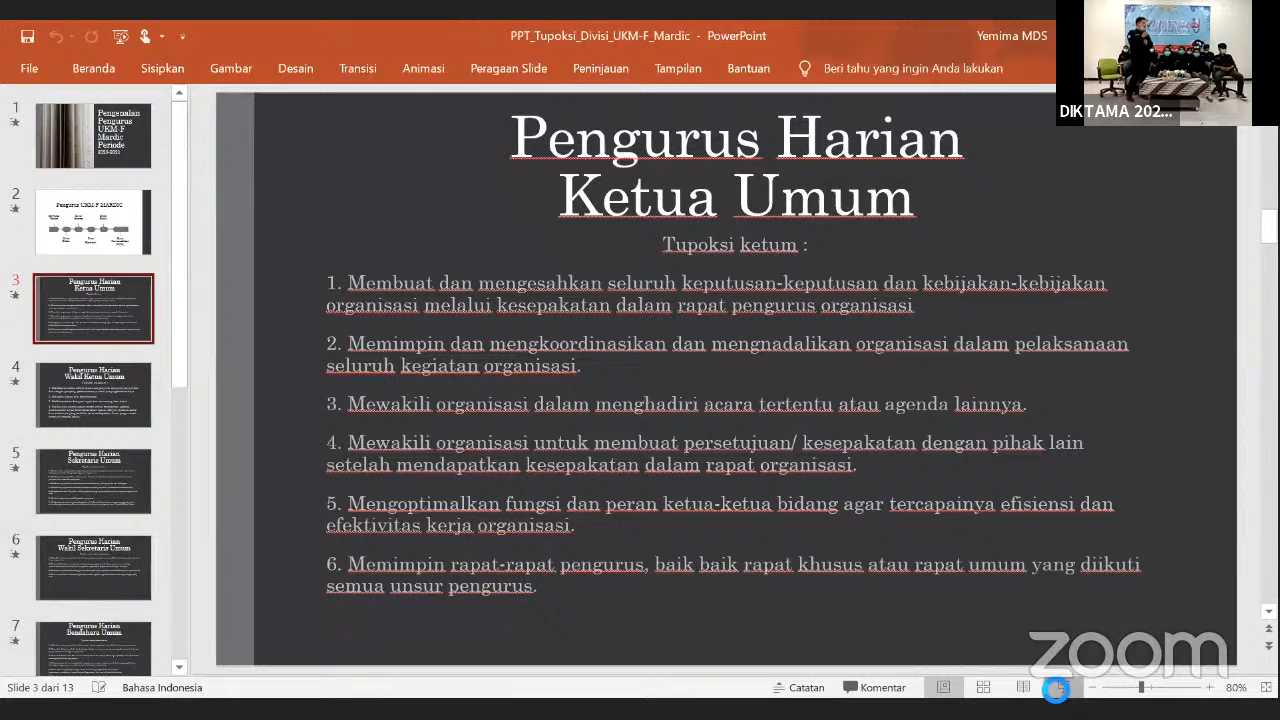 PPT_Tupoksi_Divisi_UKM-F_Mardic - PowerPoint
Yemima MDS
File Beranda Sisipkan Gambar Desain Transisi Animasi Peragaan Slide Peninjauan Tampilan Bantuan Beri tahu yang ingin Anda lakukan
DIKTAMA 202...
1
Pengenalan
Pengurus
UKM-F
Mardic
Periode
2
Pengurus UKM-F MARDIC
3
Pengurus Harian
Ketua Umum
4
Pengurus Harian
Wakil Ketua Umum
5
Pengurus Harian
Sekretaris Umum
6
Pengurus Harian
Wakil Sekretaris Umum
7
Pengurus Harian
Bendahara Umum
Pengurus Harian
Ketua Umum
Tupoksi ketum :
1. Membuat dan mengesahkan seluruh keputusan-keputusan dan kebijakan-kebijakan
organisasi melalui kesepakatan dalam rapat pengurus organisasi
2. Memimpin dan mengkoordinasikan dan mengnadalikan organisasi dalam pelaksanaan
seluruh kegiatan organisasi.
3. Mewakili organisasi dalam menghadiri acara tertentu atau agenda lainnya.
4. Mewakili organisasi untuk membuat persetujuan/ kesepakatan dengan pihak lain
setelah mendapatkan kesepakatan dalam rapat organisasi.
5. Mengoptimalkan fungsi dan peran ketua-ketua bidang agar tercapainya efisiensi dan
efektivitas kerja organisasi.
6. Memimpin rapat-rapat pengurus, baik baik rapat khusus atau rapat umum yang diikuti
semua unsur pengurus.
zoom
Slide 3 dari 13 Bahasa Indonesia Catatan Komentar 80%